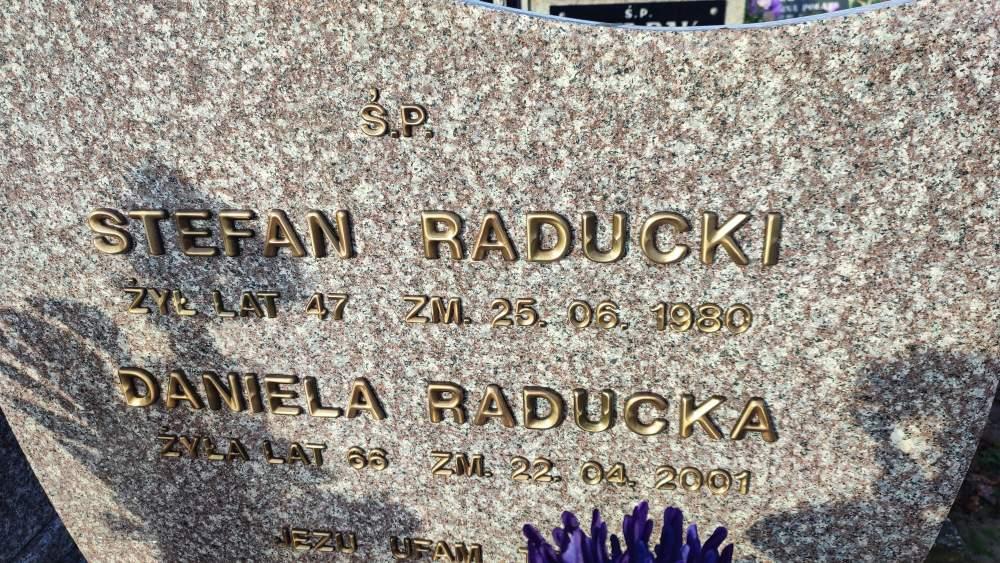 Ś.P.
Ś.P.
STEFAN RADUCKI
ŻYŁ LAT 47 ZM. 25. 06. 1980
DANIELA RADUCKA
ŻYŁA LAT 66 ZM. 22. 04. 2001
JEZU UFAM